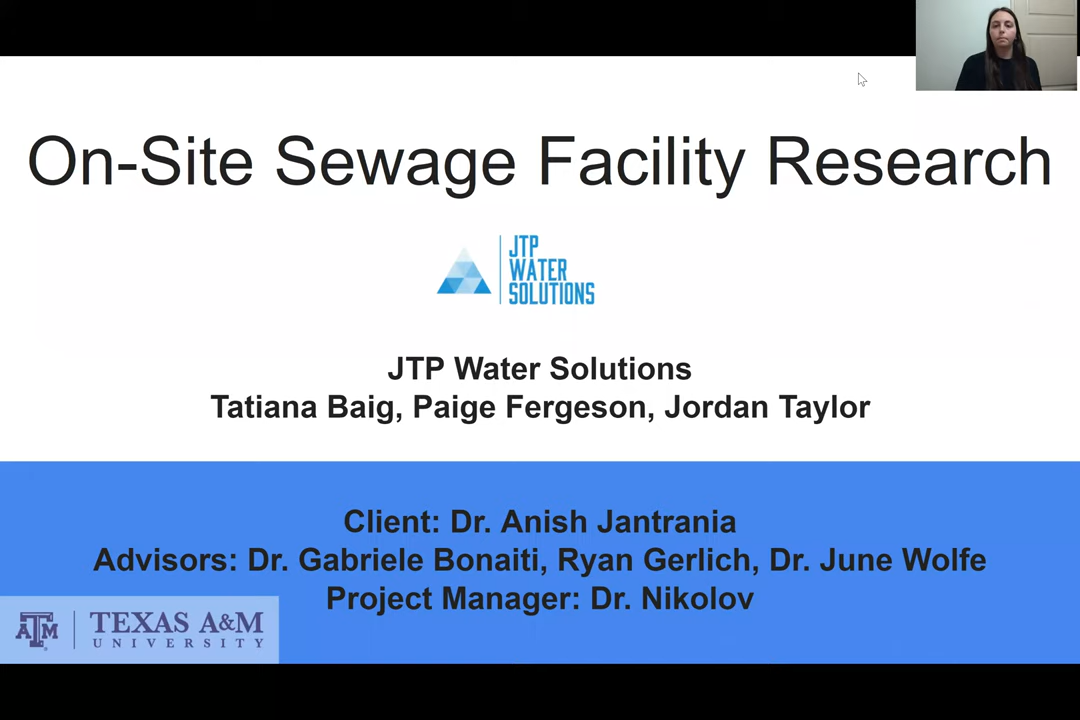 On-Site Sewage Facility Research
JTP
WATER
SOLUTIONS
JTP Water Solutions
Tatiana Baig, Paige Fergeson, Jordan Taylor
Client: Dr. Anish Jantrania
Advisors: Dr. Gabriele Bonaiti, Ryan Gerlich, Dr. June Wolfe
Project Manager: Dr. Nikolov
ATM
TEXAS A&M
UNIVERSITY